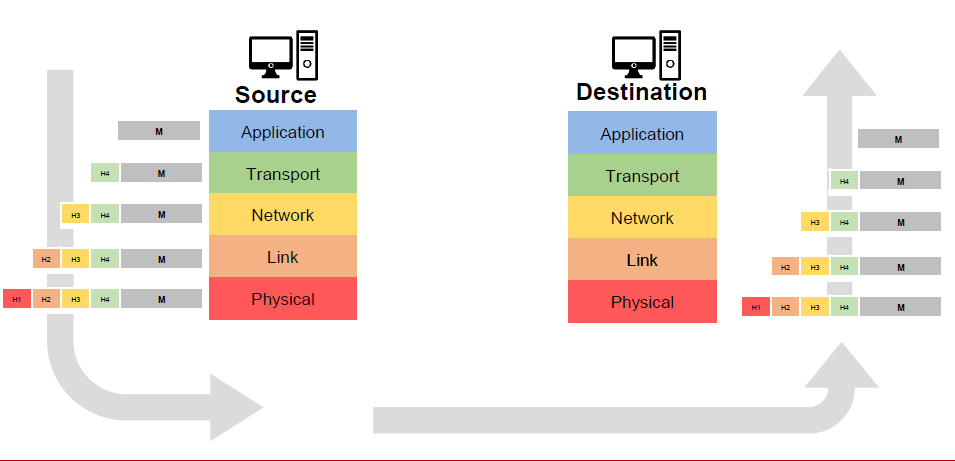 Source
Destination
M
Application
Application
M
H4 M
Transport
Transport
H4 M
H3 H4 M
Network
Network
H3 H4 M
H2 H3 H4 M
Link
Link
H2 H3 H4 M
H1 H2 H3 H4 M
Physical
Physical
H1 H2 H3 H4 M